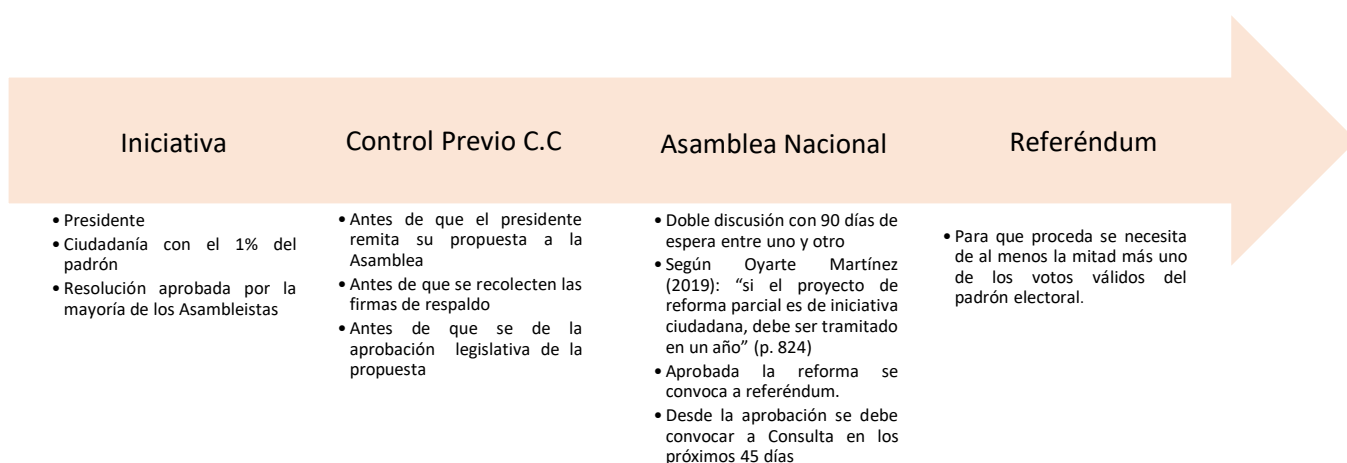 Iniciativa
• Presidente
• Ciudadanía con el 1% del
padrón
• Resolución aprobada por la
mayoría de los Asambleistas
Control Previo C.C
• Antes de que el presidente
remita su propuesta a la
Asamblea
• Antes de que se recolecten las
firmas de respaldo
• Antes de que se de la
aprobación legislativa de la
propuesta
Asamblea Nacional
• Doble discusión con 90 días de
espera entre uno y otro
• Según Oyarte Martínez
(2019): “si el proyecto de
reforma parcial es de iniciativa
ciudadana, debe ser tramitado
en un año” (p. 824)
• Aprobada la reforma se
convoca a referéndum.
• Desde la aprobación se debe
convocar a Consulta en los
próximos 45 días
Referéndum
• Para que proceda se necesita
de al menos la mitad más uno
de los votos válidos del
padrón electoral.